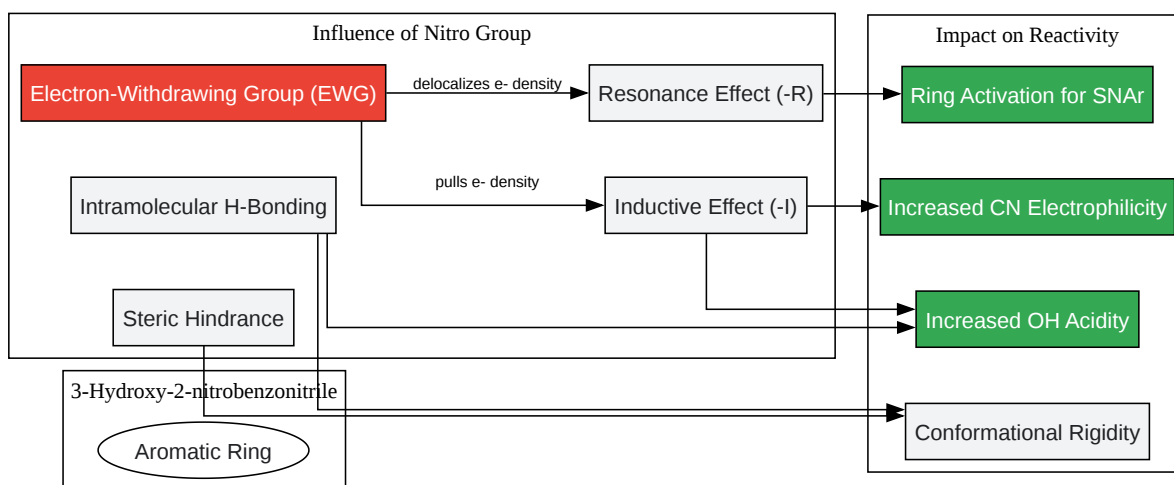 Influence of Nitro Group
Impact on Reactivity
Electron-Withdrawing Group (EWG)
delocalizes e- density
Resonance Effect (-R)
Ring Activation for SNAr
Intramolecular H-Bonding
pulls e- density
Inductive Effect (-I)
Increased CN Electrophilicity
Steric Hindrance
Increased OH Acidity
3-Hydroxy-2-nitrobenzonitrile
Aromatic Ring
Conformational Rigidity